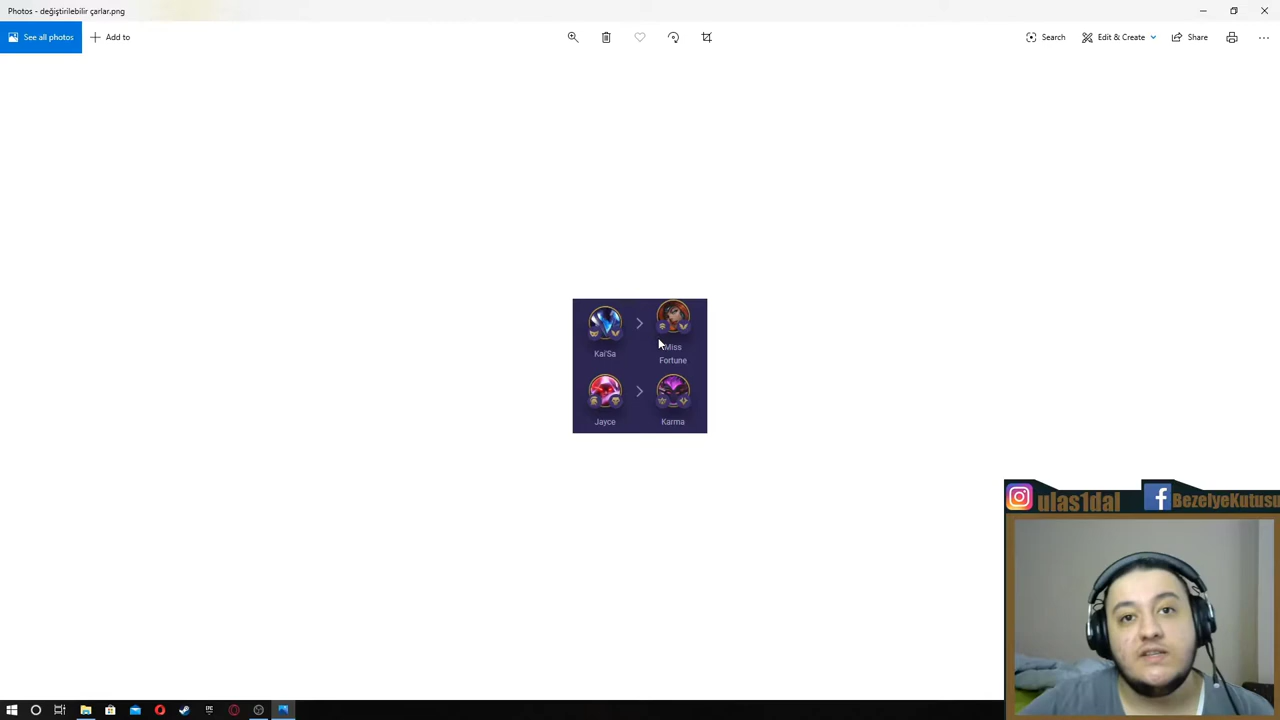 Photos - değiştirilebilir çarlar.png
See all photos
Add to
Search
Edit & Create
Share
Kai'Sa
Miss
Fortune
Jayce
Karma
ulas1dal
BezelyeKutusu